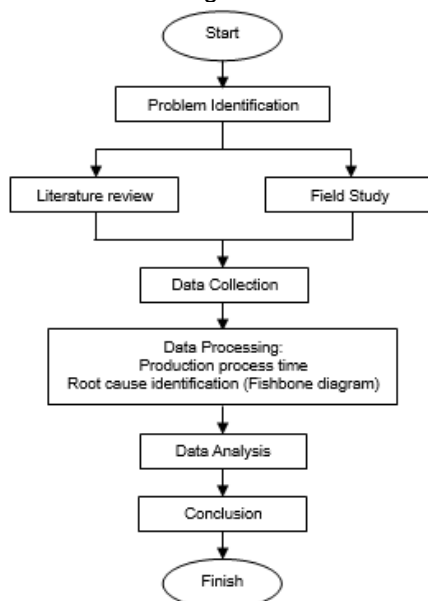 Start
Problem Identification
Literature review
Field Study
Data Collection
Data Processing:
Production process time
Root cause identification (Fishbone diagram)
Data Analysis
Conclusion
Finish